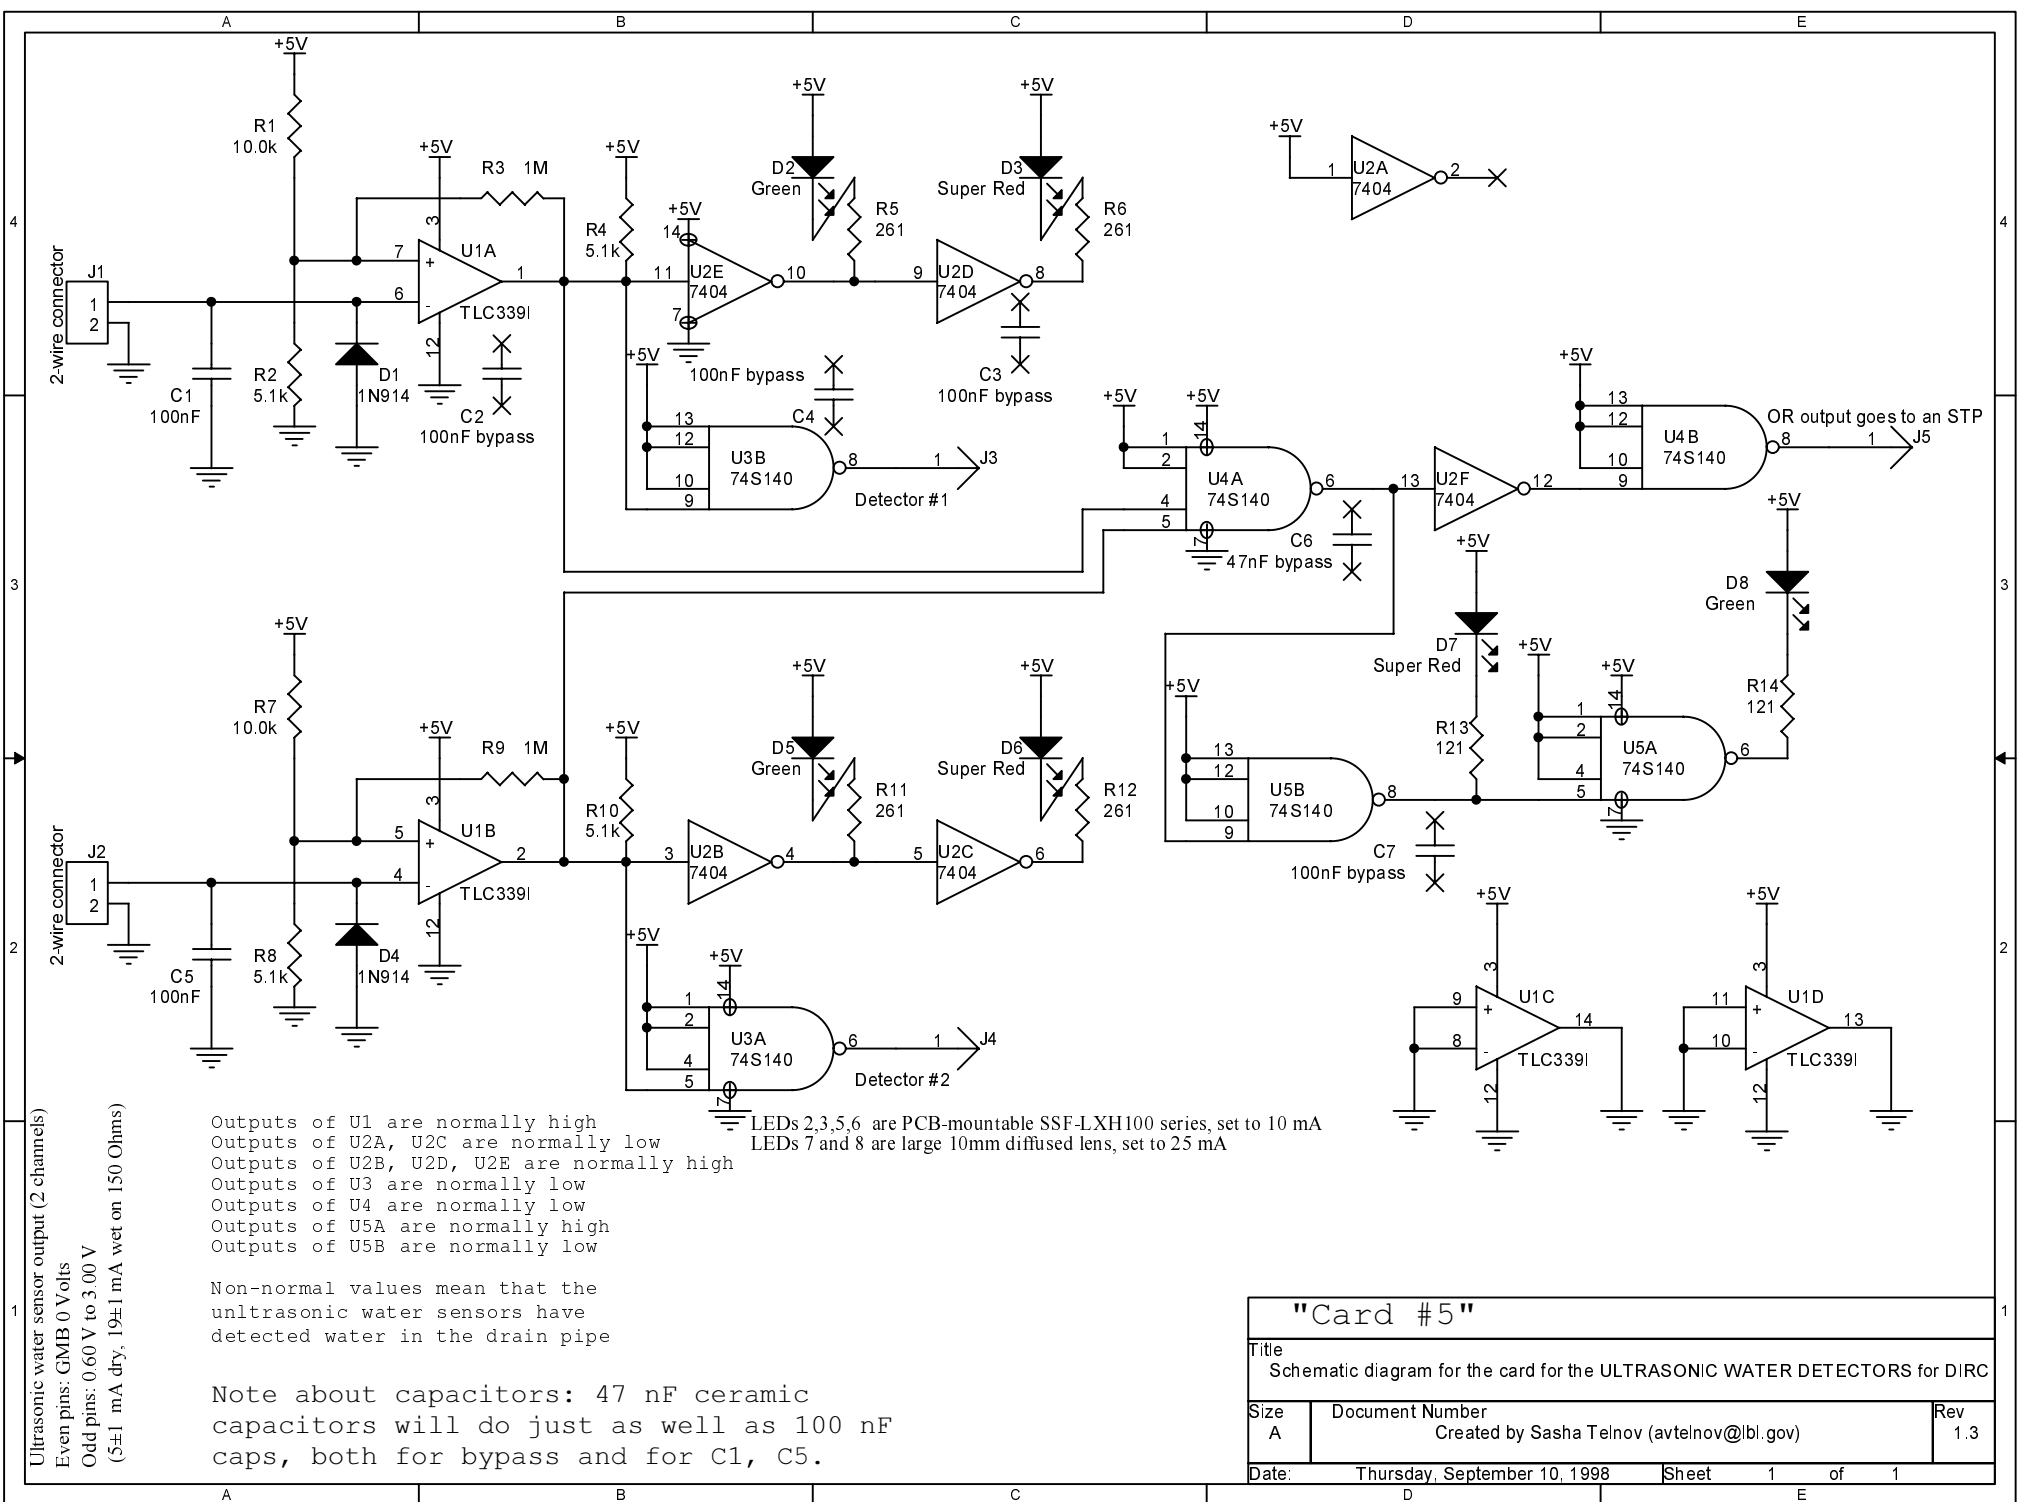 A
B
C
D
E
+5V
R1
10.0k
+5V
R3 1M
3
7
+
U1A
6
-
1
TLC339I
12
J1
1
2
2-wire connector
C1
100nF
R2
5.1k
D1
1N914
C2
100nF bypass
+5V
R4
5.1k
+5V
14
11
U2E
7404
10
7
+5V
D2
Green
R5
261
9
U2D
7404
8
+5V
D3
Super Red
R6
261
C3
100nF bypass
100nF bypass
C4
+5V
13
12
10
9
U3B
74S140
8
1
J3
Detector #1
+5V
1
U2A
7404
2
+5V
+5V
14
1
2
4
5
U4A
74S140
6
7
C6
47nF bypass
13
U2F
7404
12
+5V
13
12
10
9
U4B
74S140
8
OR output goes to an STP
1
J5
+5V
D8
Green
+5V
D7
Super Red
R13
121
R14
121
+5V
13
12
10
9
U5B
74S140
8
C7
100nF bypass
+5V
+5V
14
1
2
4
5
U5A
74S140
6
7
+5V
R7
10.0k
+5V
R9 1M
3
5
+
U1B
4
-
2
TLC339I
12
J2
1
2
2-wire connector
C5
100nF
R8
5.1k
D4
1N914
+5V
R10
5.1k
3
U2B
7404
4
+5V
D5
Green
R11
261
5
U2C
7404
6
+5V
D6
Super Red
R12
261
+5V
+5V
14
1
2
4
5
U3A
74S140
6
7
1
J4
Detector #2
+5V
3
9
+
U1C
8
-
14
TLC339I
12
+5V
3
11
+
U1D
10
-
13
TLC339I
12
Ultrasonic water sensor output (2 channels)
Even pins: GMB 0 Volts
Odd pins: 0.60 V to 3.00 V
(5±1 mA dry, 19±1 mA wet on 150 Ohms)
Outputs of U1 are normally high
Outputs of U2A, U2C are normally low
Outputs of U2B, U2D, U2E are normally high
Outputs of U3 are normally low
Outputs of U4 are normally low
Outputs of U5A are normally high
Outputs of U5B are normally low
Non-normal values mean that the
unltrasonic water sensors have
detected water in the drain pipe
Note about capacitors: 47 nF ceramic
capacitors will do just as well as 100 nF
caps, both for bypass and for C1, C5.
LEDs 2,3,5,6 are PCB-mountable SSF-LXH100 series, set to 10 mA
LEDs 7 and 8 are large 10mm diffused lens, set to 25 mA
"Card #5"
Title
Schematic diagram for the card for the ULTRASONIC WATER DETECTORS for DIRC
Size
A
Document Number
Created by Sasha Telnov (avtelnov@lbl.gov)
Rev
1.3
Date:
Thursday, September 10, 1998
Sheet 1 of 1
4
3
2
1
4
3
2
1
A
B
C
D
E